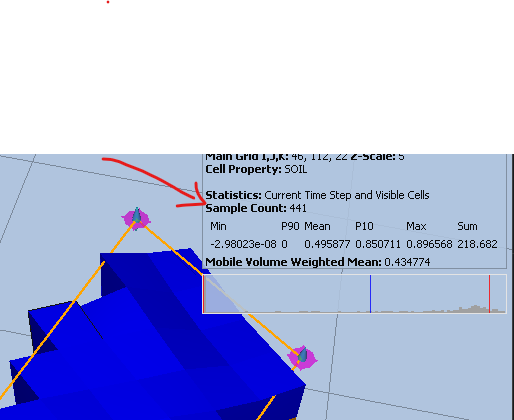 Main Grid I,J,K: 46, 112, 22 Z-Scale: 5
Cell Property: SOIL
Statistics: Current Time Step and Visible Cells
Sample Count: 441
Min P90 Mean P10 Max Sum
-2.98023e-08 0 0.495877 0.850711 0.896568 218.682
Mobile Volume Weighted Mean: 0.434774